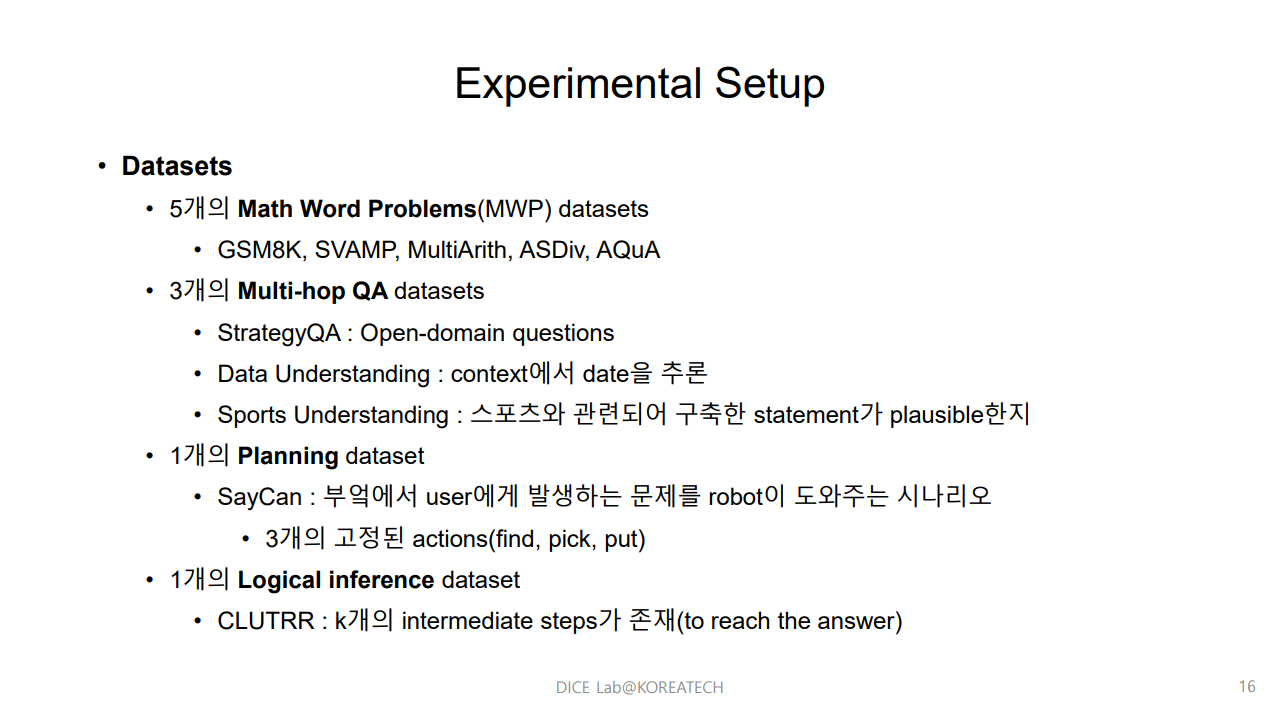 Experimental Setup
• Datasets
• 5개의 Math Word Problems(MWP) datasets
• GSM8K, SVAMP, MultiArith, ASDiv, AQuA
• 3개의 Multi-hop QA datasets
• StrategyQA : Open-domain questions
• Data Understanding : context에서 date을 추론
• Sports Understanding : 스포츠와 관련되어 구축한 statement가 plausible한지
• 1개의 Planning dataset
• SayCan : 부엌에서 user에게 발생하는 문제를 robot이 도와주는 시나리오
• 3개의 고정된 actions(find, pick, put)
• 1개의 Logical inference dataset
• CLUTRR : k개의 intermediate steps가 존재(to reach the answer)
DICE Lab@KOREATECH
16